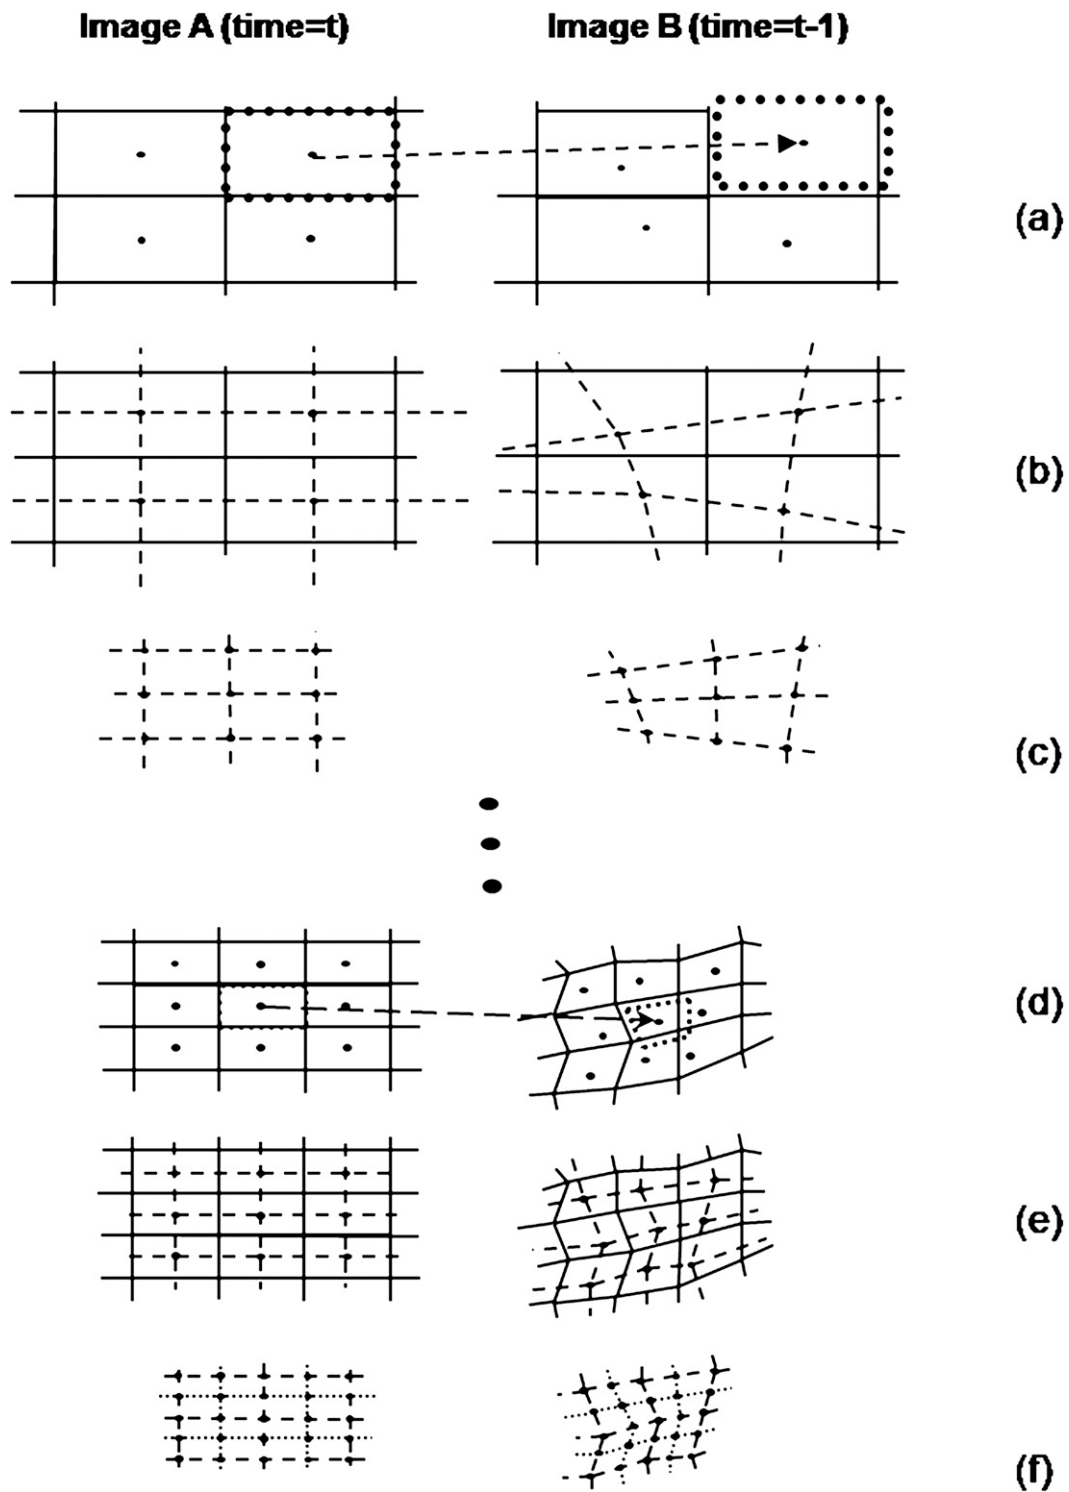 Image A (time=t)
Image B (time=t-1)
(a)
(b)
(c)
(d)
(e)
(f)